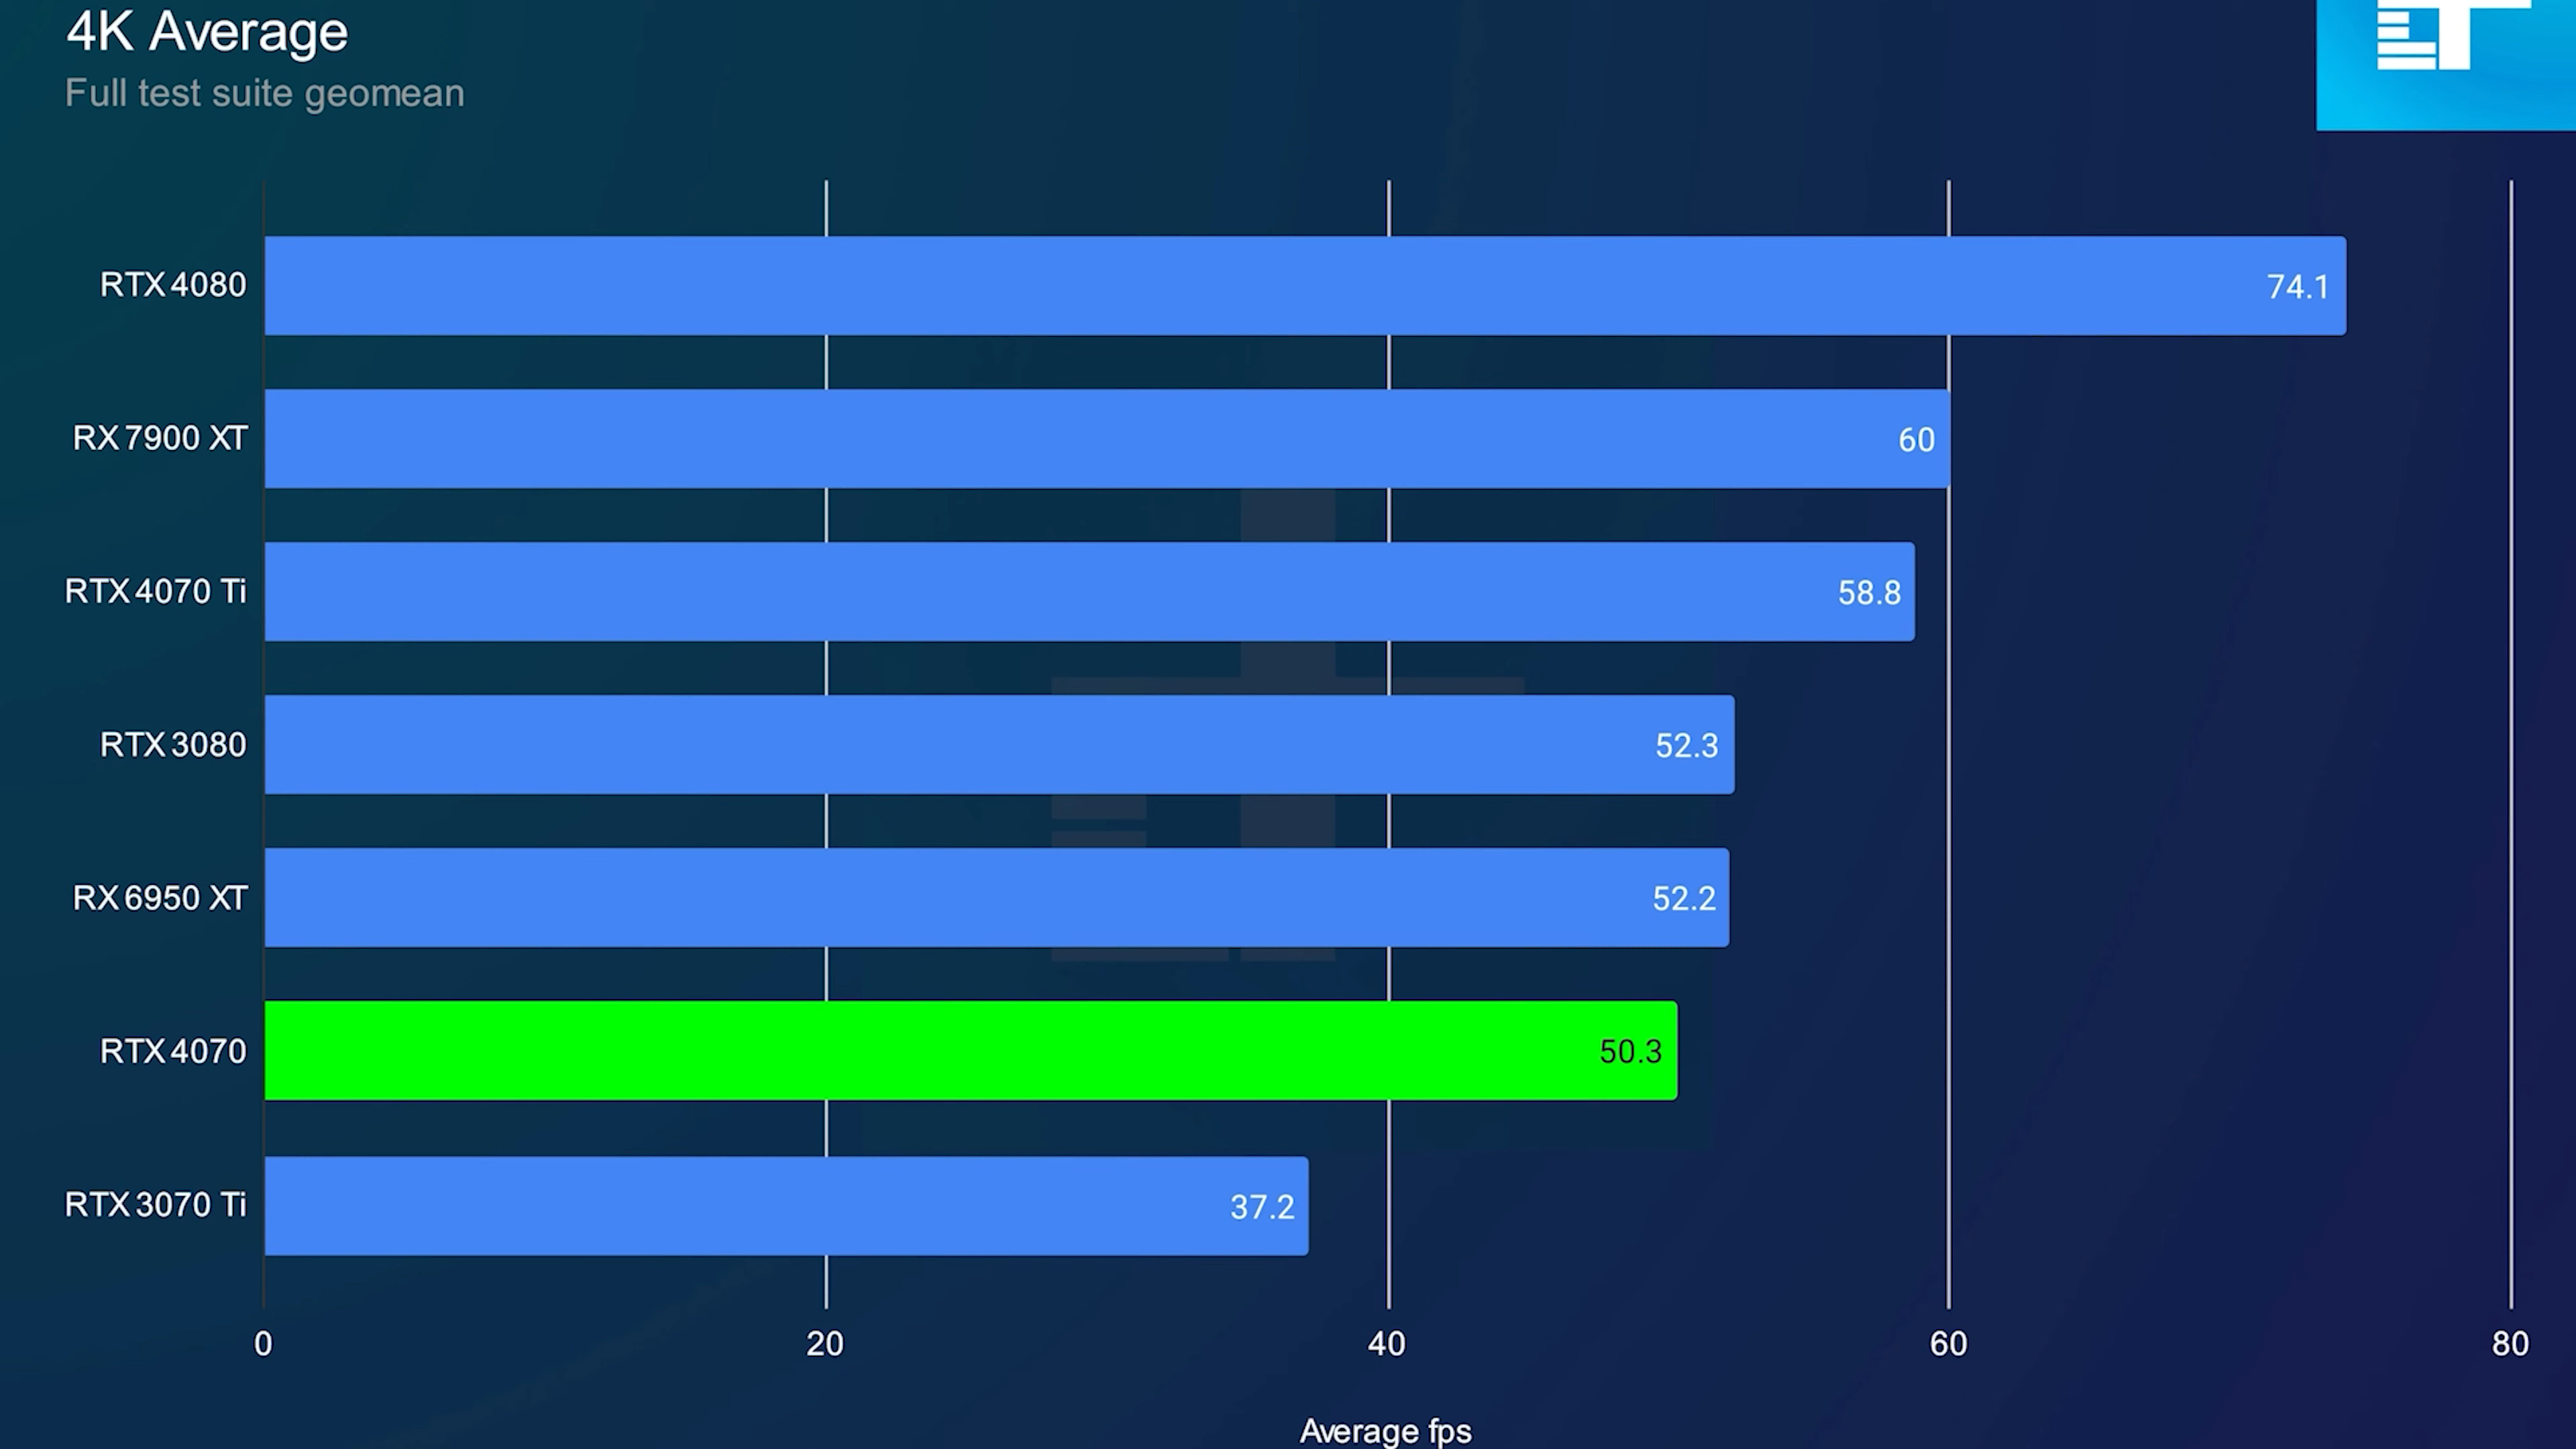 4K Average
Full test suite geomean
RTX 4080
74.1
RX 7900 XT
60
RTX 4070 Ti
58.8
RTX 3080
52.3
RX 6950 XT
52.2
RTX 4070
50.3
RTX 3070 Ti
37.2
0 20 40 60 80
Average fps